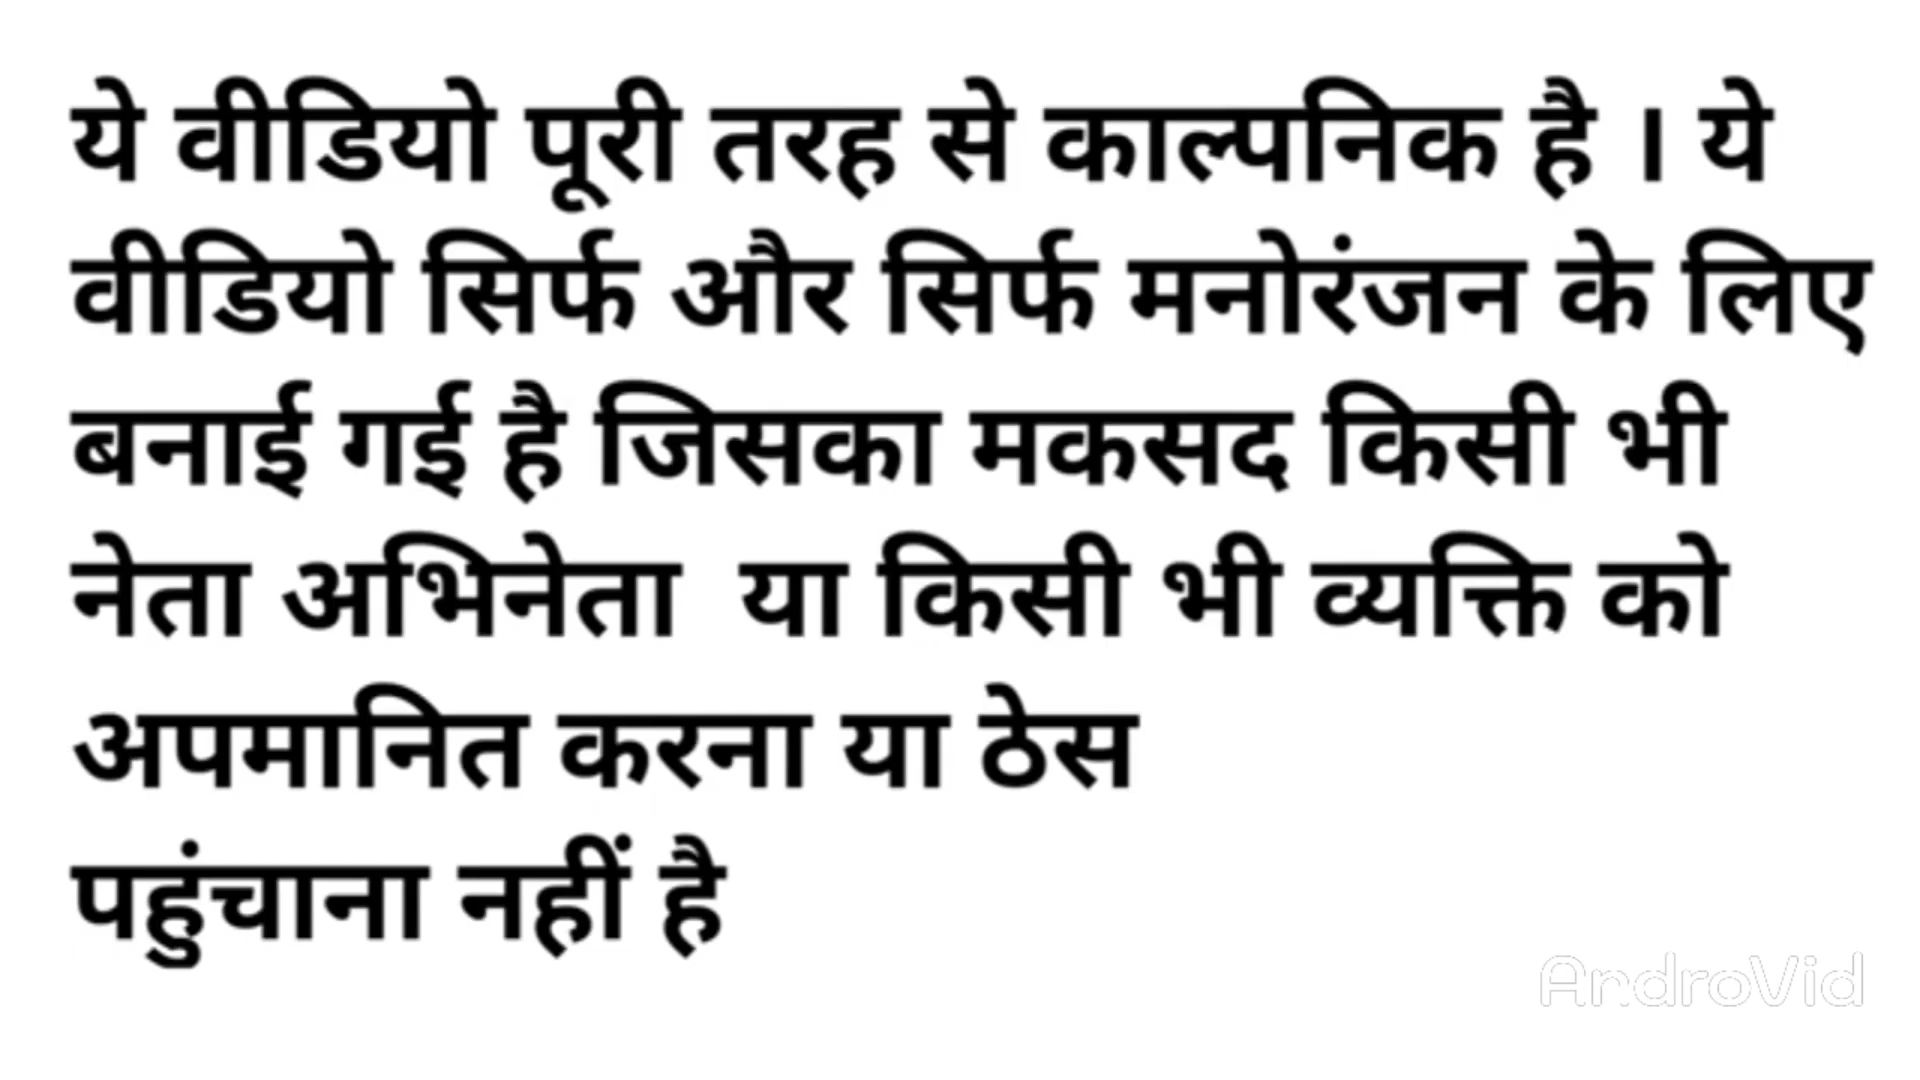 ये वीडियो पूरी तरह से काल्पनिक है । ये
वीडियो सिर्फ और सिर्फ मनोरंजन के लिए
बनाई गई है जिसका मकसद किसी भी
नेता अभिनेता  या किसी भी व्यक्ति को
अपमानित करना या ठेस
पहुंचाना नहीं है
AndroVid